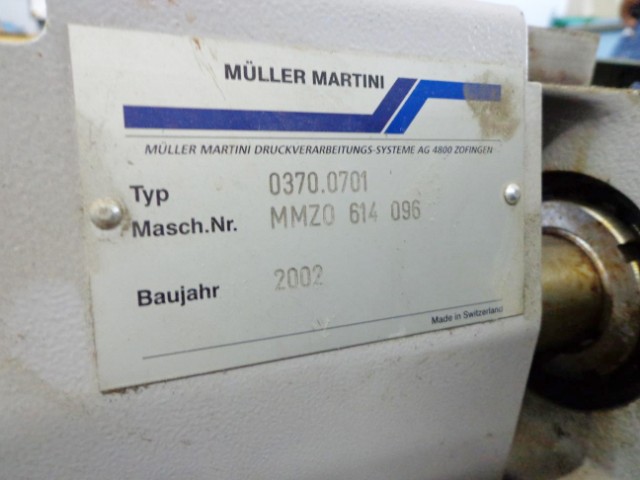 MÜLLER MARTINI
MÜLLER MARTINI DRUCKVERARBEITUNGS-SYSTEME AG 4800 ZOFINGEN
Typ 0370.0701
Masch.Nr. MMZO 614 096
Baujahr 2002
Made in Switzerland